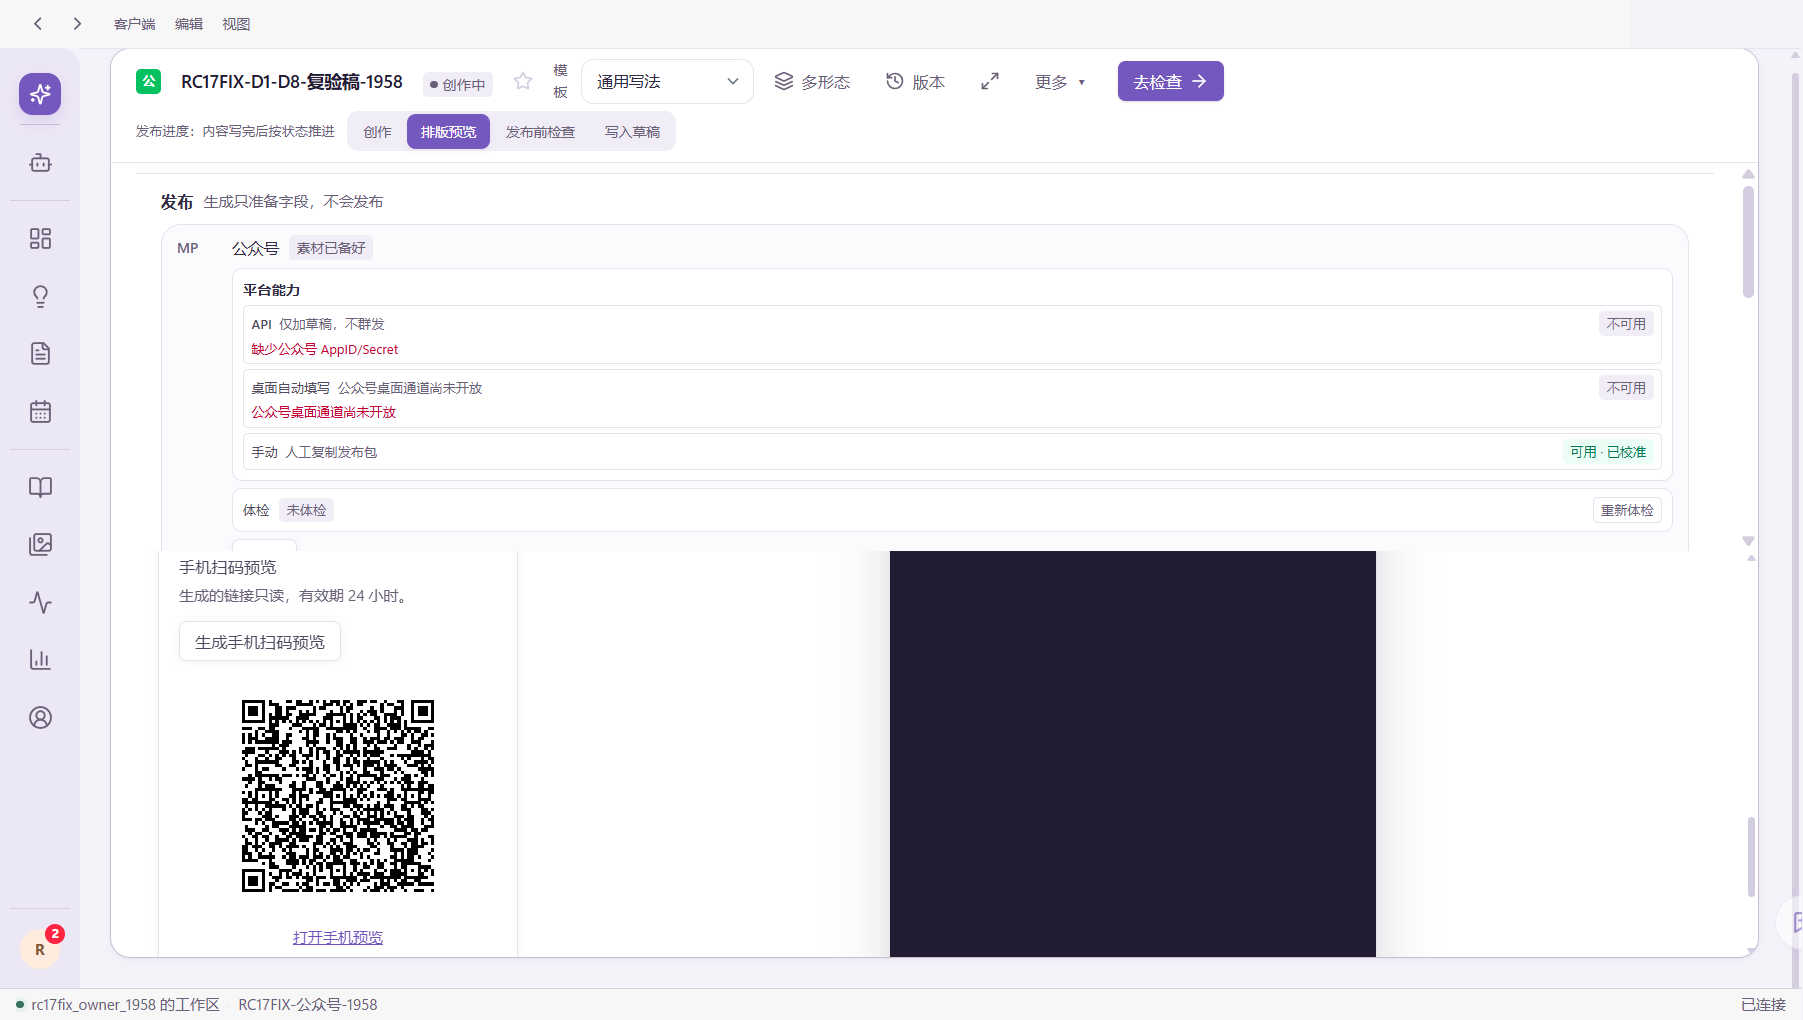 客户端 编辑 视图
公 RC17FIX-D1-D8-复验稿-1958 创作中 模板 通用写法 多形态 版本 更多 去检查
发布进度：内容写完后按状态推进 创作 排版预览 发布前检查 写入草稿
发布 生成只准备字段，不会发布
MP 公众号 素材已备好
平台能力
API 仅加草稿，不群发 不可用
缺少公众号 AppID/Secret
桌面自动填写 公众号桌面通道尚未开放 不可用
公众号桌面通道尚未开放
手动 人工复制发布包 可用 · 已校准
体检 未体检 重新体检
手机扫码预览
生成的链接只读，有效期 24 小时。
生成手机扫码预览
打开手机预览
2
R
rc17fix_owner_1958 的工作区 · RC17FIX-公众号-1958 已连接